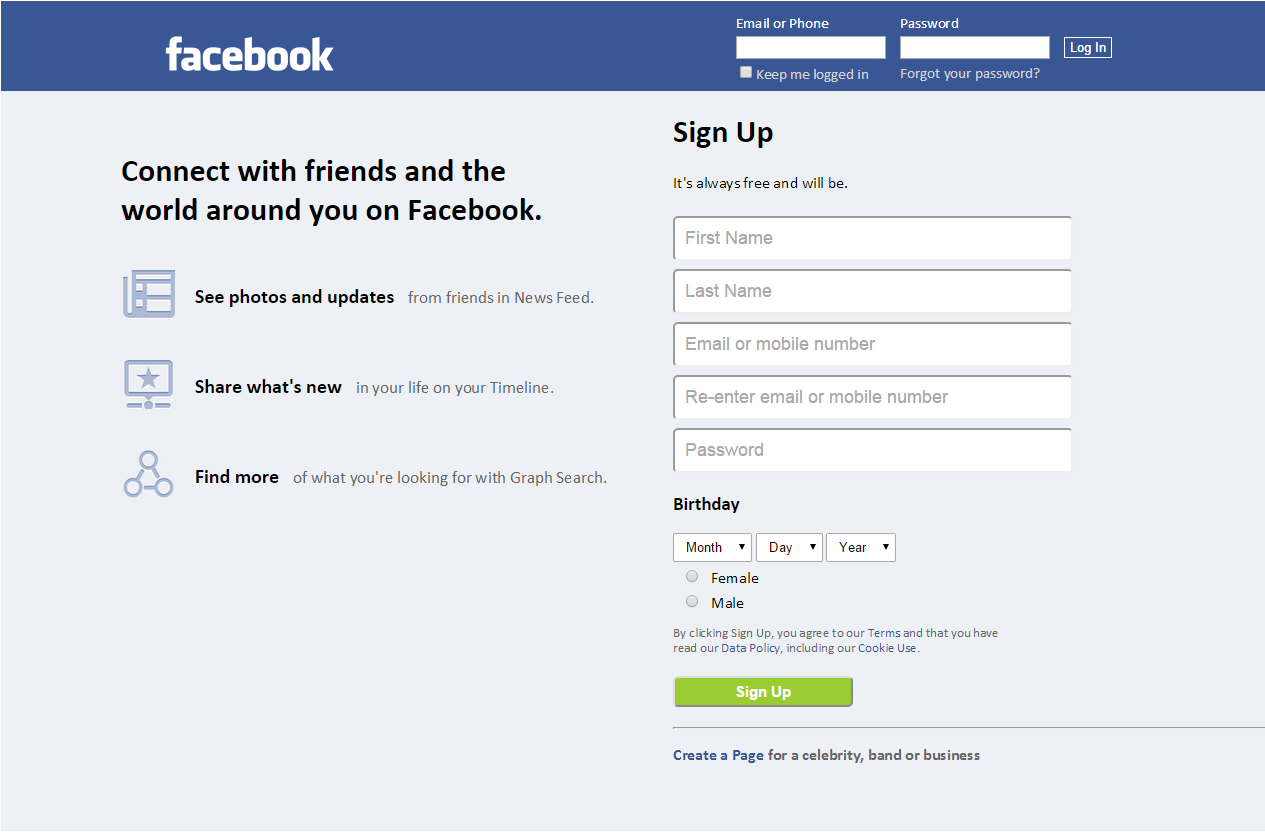 facebook
Email or Phone
Password
Log In
Keep me logged in
Forgot your password?
Connect with friends and the
world around you on Facebook.
See photos and updates from friends in News Feed.
Share what's new in your life on your Timeline.
Find more of what you're looking for with Graph Search.
Sign Up
It's always free and will be.
First Name
Last Name
Email or mobile number
Re-enter email or mobile number
Password
Birthday
Month Day Year
Female
Male
By clicking Sign Up, you agree to our Terms and that you have
read our Data Policy, including our Cookie Use.
Sign Up
Create a Page for a celebrity, band or business